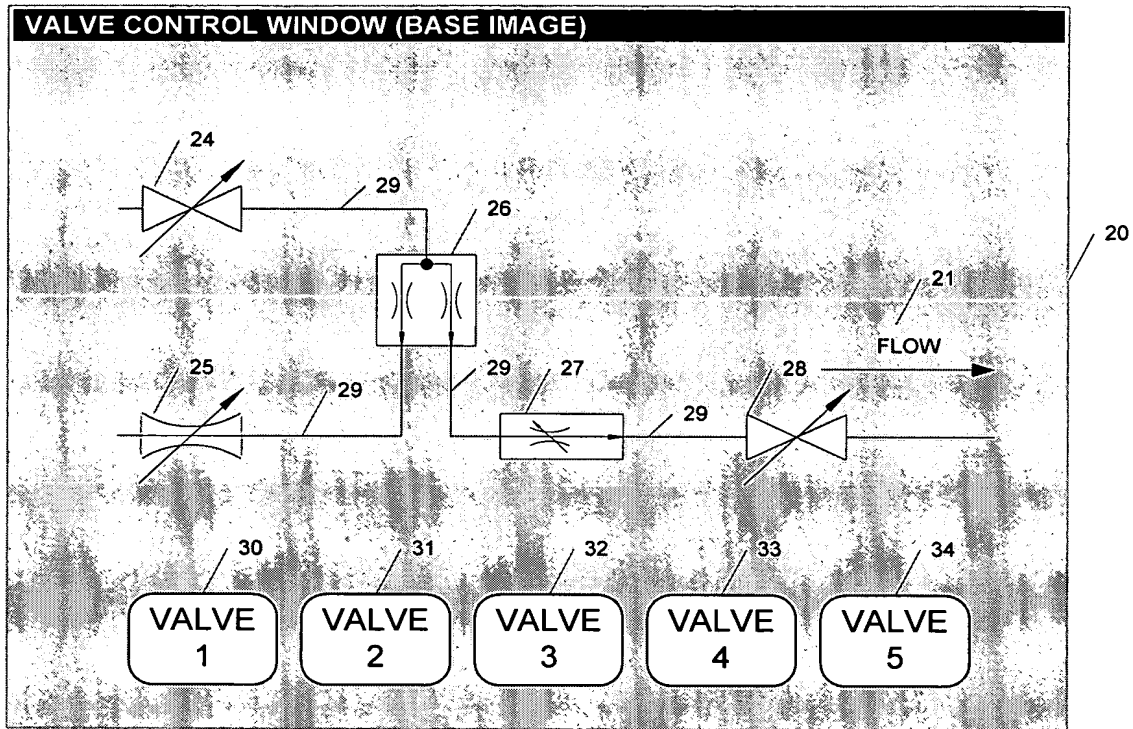 VALVE CONTROL WINDOW (BASE IMAGE)
24
29
26
20
21
FLOW
25
29
29
27
29
28
30
31
32
33
34
VALVE 1
VALVE 2
VALVE 3
VALVE 4
VALVE 5